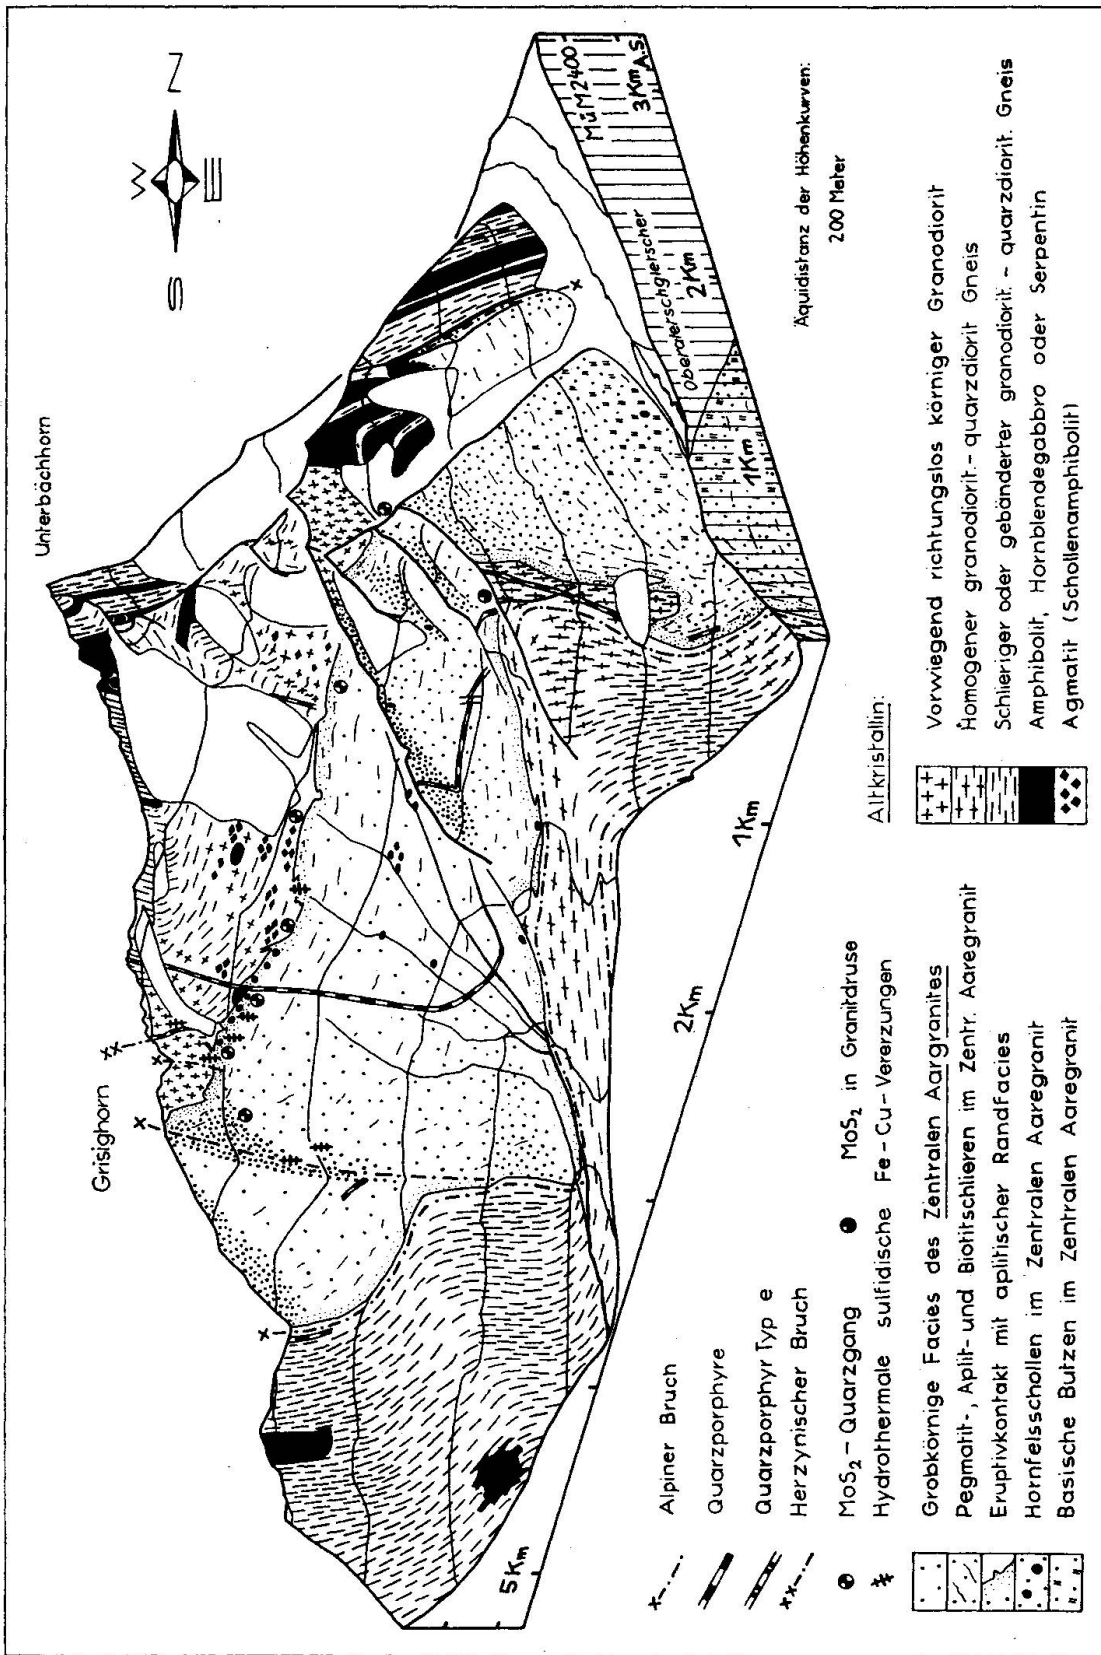 Unterbächhorn
Grisighorn
W
S
N
E
MüM 2400
3Km A.S.
Oberaletschgletscher
2Km
1Km
1Km
2Km
5Km
Äquidistanz der Höhenkurven:
200 Meter
Alpiner Bruch
Quarzporphyre
Quarzporphyr Typ e
Herzynischer Bruch
MoS₂ - Quarzgang
MoS₂ in Granitdruse
Hydrothermale sulfidische Fe-Cu-Vererzungen
Grobkörnige Facies des Zentralen Aargranites
Pegmatit-, Aplit- und Biotitschlieren im Zentr. Aaregranit
Eruptivkontakt mit aplitischer Randfacies
Hornfelsschollen im Zentralen Aaregranit
Basische Butzen im Zentralen Aaregranit
Altkristallin:
Vorwiegend richtungslos körniger Granodiorit
Homogener granodiorit.- quarzdiorit Gneis
Schlieriger oder gebänderter granodiorit.- quarzdiorit. Gneis
Amphibolit, Hornblendegabbro oder Serpentin
Agmatit (Schollenamphibolit)